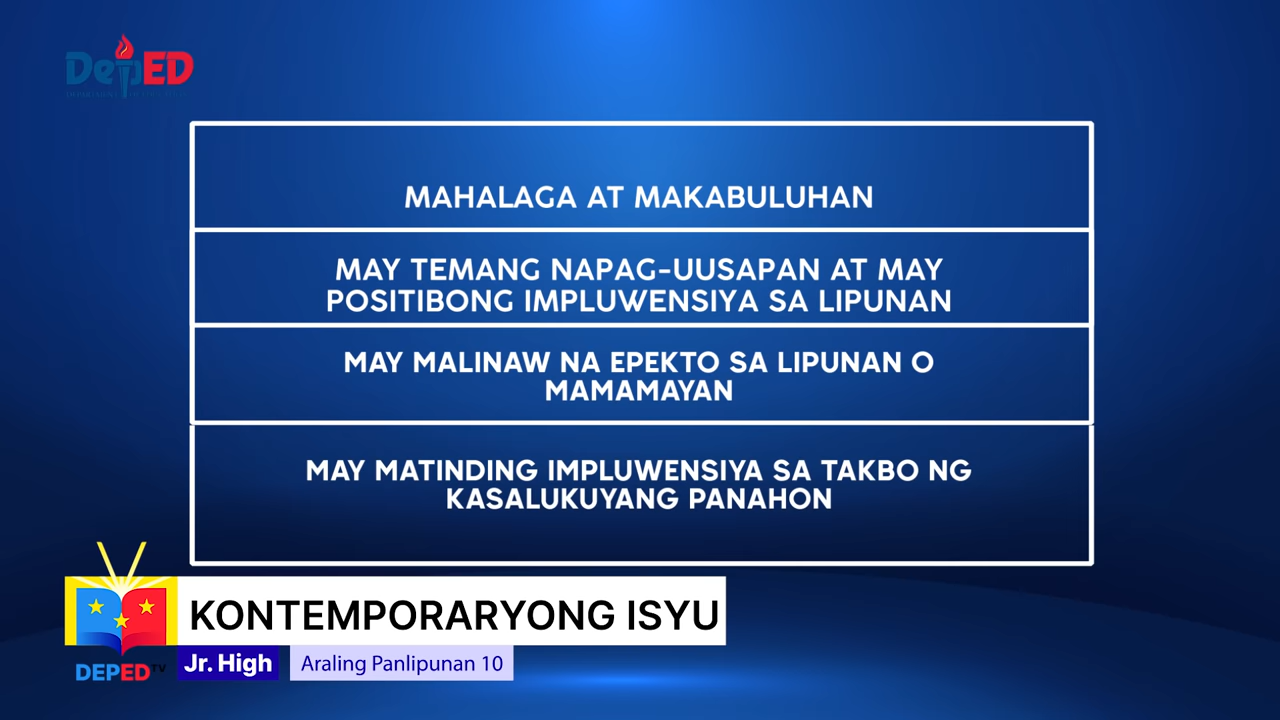 DepED
MAHALAGA AT MAKABULUHAN
MAY TEMANG NAPAG-UUSAPAN AT MAY
POSITIBONG IMPLUWENSIYA SA LIPUNAN
MAY MALINAW NA EPEKTO SA LIPUNAN O
MAMAMAYAN
MAY MATINDING IMPLUWENSIYA SA TAKBO NG
KASALUKUYANG PANAHON
KONTEMPORARYONG ISYU
DEPED TV
Jr. High
Araling Panlipunan 10